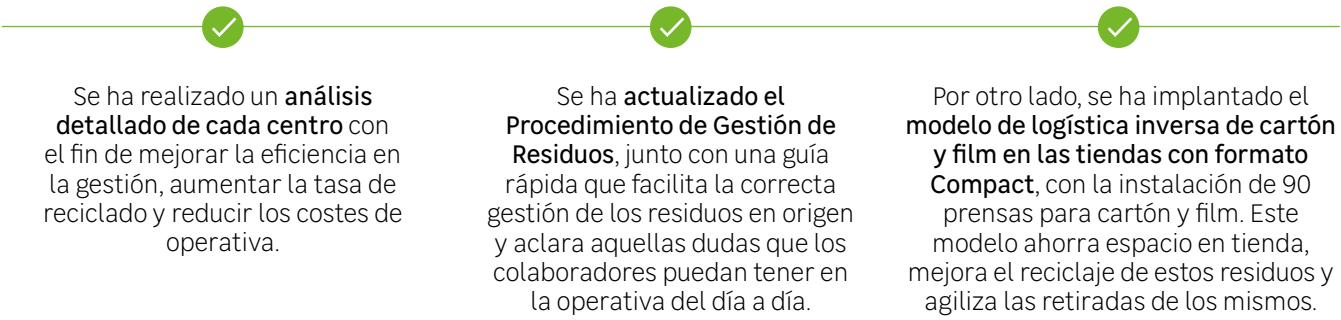 Se ha realizado un análisis
detallado de cada centro con
el fin de mejorar la eficiencia en
la gestión, aumentar la tasa de
reciclado y reducir los costes de
operativa.
Se ha actualizado el
Procedimiento de Gestión de
Residuos, junto con una guía
rápida que facilita la correcta
gestión de los residuos en origen
y aclara aquellas dudas que los
colaboradores puedan tener en
la operativa del día a día.
Por otro lado, se ha implantado el
modelo de logística inversa de cartón
y film en las tiendas con formato
Compact, con la instalación de 90
prensas para cartón y film. Este
modelo ahorra espacio en tienda,
mejora el reciclaje de estos residuos y
agiliza las retiradas de los mismos.